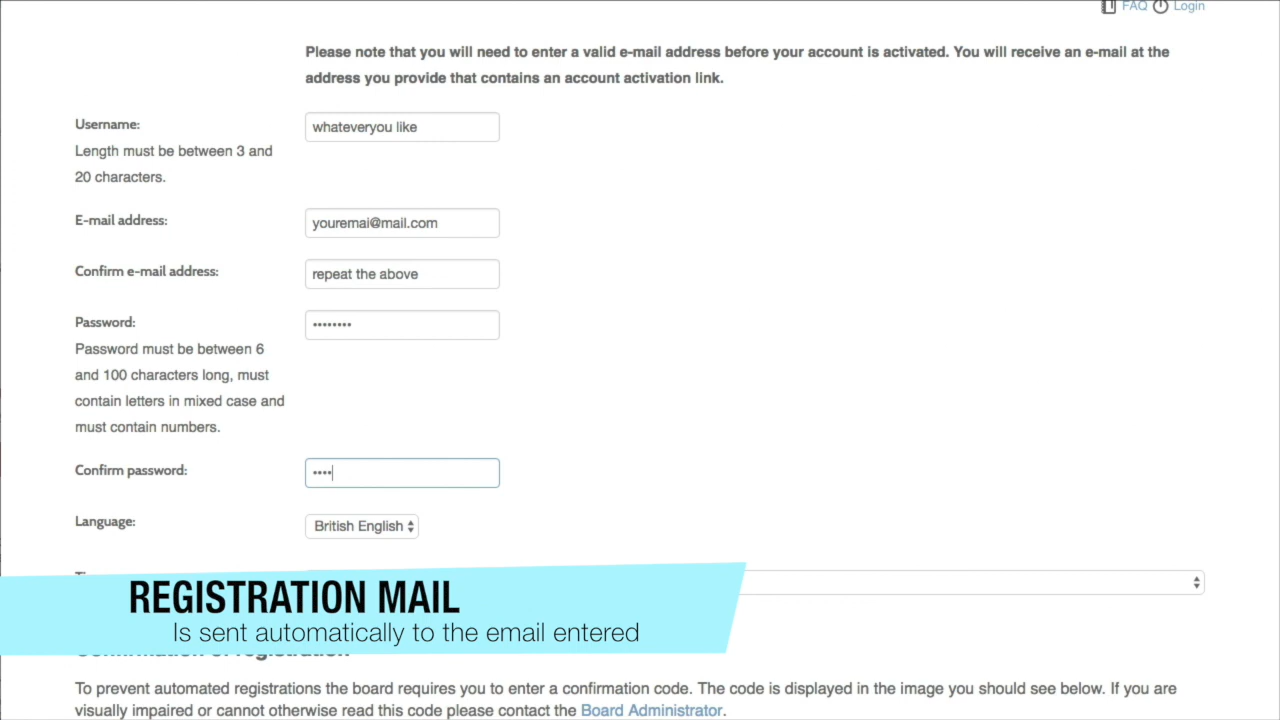 FAQ Login
Please note that you will need to enter a valid e-mail address before your account is activated. You will receive an e-mail at the
address you provide that contains an account activation link.
Username:
whateveryou like
Length must be between 3 and
20 characters.
E-mail address:
youremai@mail.com
Confirm e-mail address:
repeat the above
Password:
••••••••
Password must be between 6
and 100 characters long, must
contain letters in mixed case and
must contain numbers.
Confirm password:
••••
Language:
British English
REGISTRATION MAIL
Is sent automatically to the email entered
Confirmation of registration
To prevent automated registrations the board requires you to enter a confirmation code. The code is displayed in the image you should see below. If you are
visually impaired or cannot otherwise read this code please contact the Board Administrator.